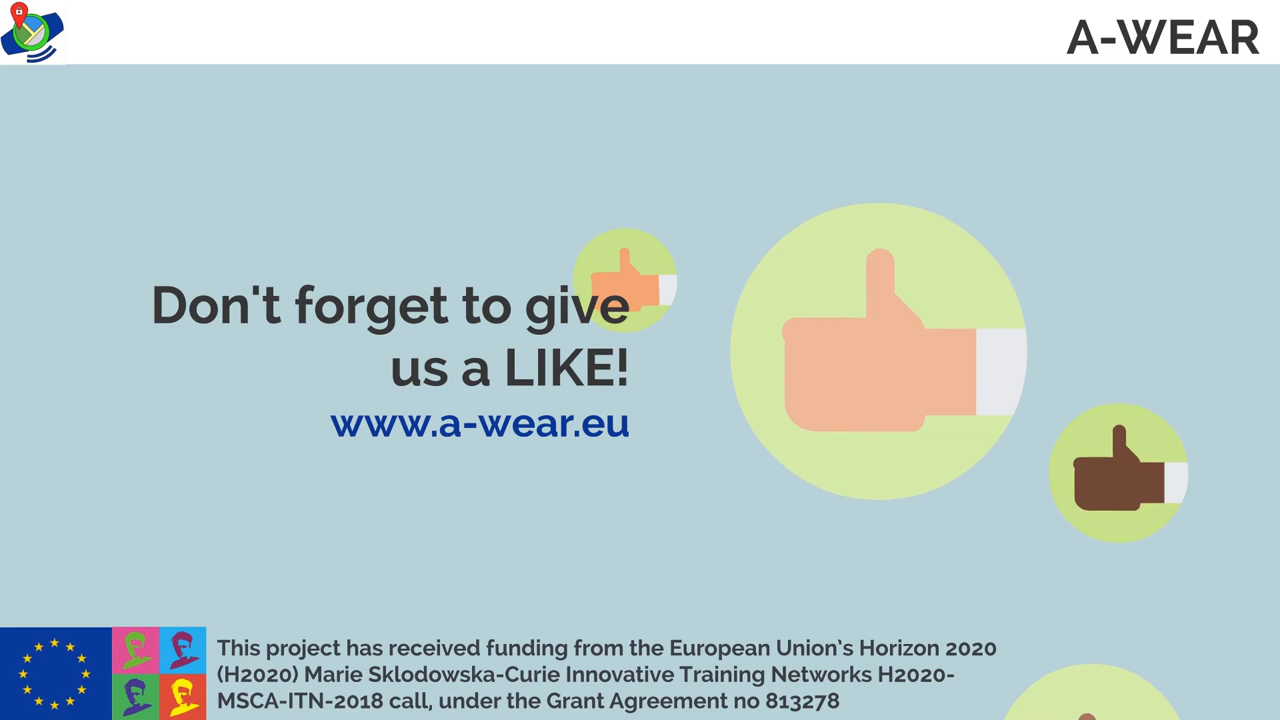 A-WEAR
Don't forget to give
us a LIKE!
www.a-wear.eu
This project has received funding from the European Union’s Horizon 2020
(H2020) Marie Sklodowska-Curie Innovative Training Networks H2020-
MSCA-ITN-2018 call, under the Grant Agreement no 813278